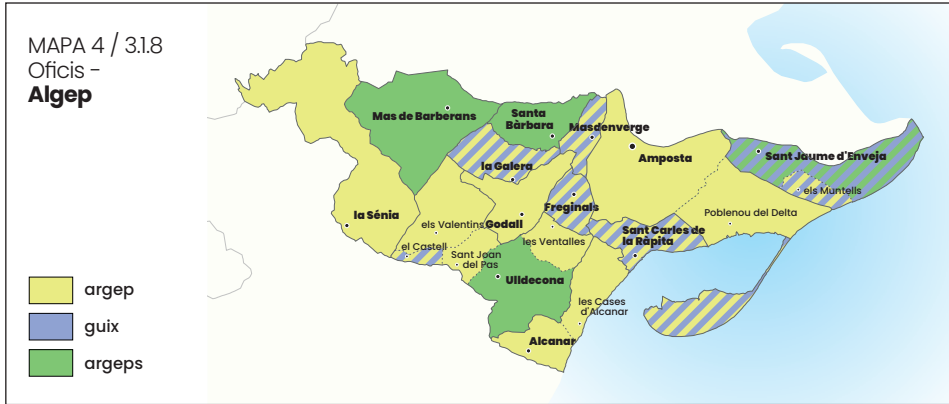 MAPA 4 / 3.1.8
Oficis -
Algep
Mas de Barberans
Santa
Bàrbara
Masdenverge
la Galera
Amposta
Sant Jaume d'Enveja
els Muntells
la Sénia
els Valentins
Godall
Freginals
Poblenou del Delta
el Castell
Sant Joan
del Pas
les Ventalles
Sant Carles de
la Ràpita
Ulldecona
les Cases
d'Alcanar
Alcanar
argep
guix
argeps